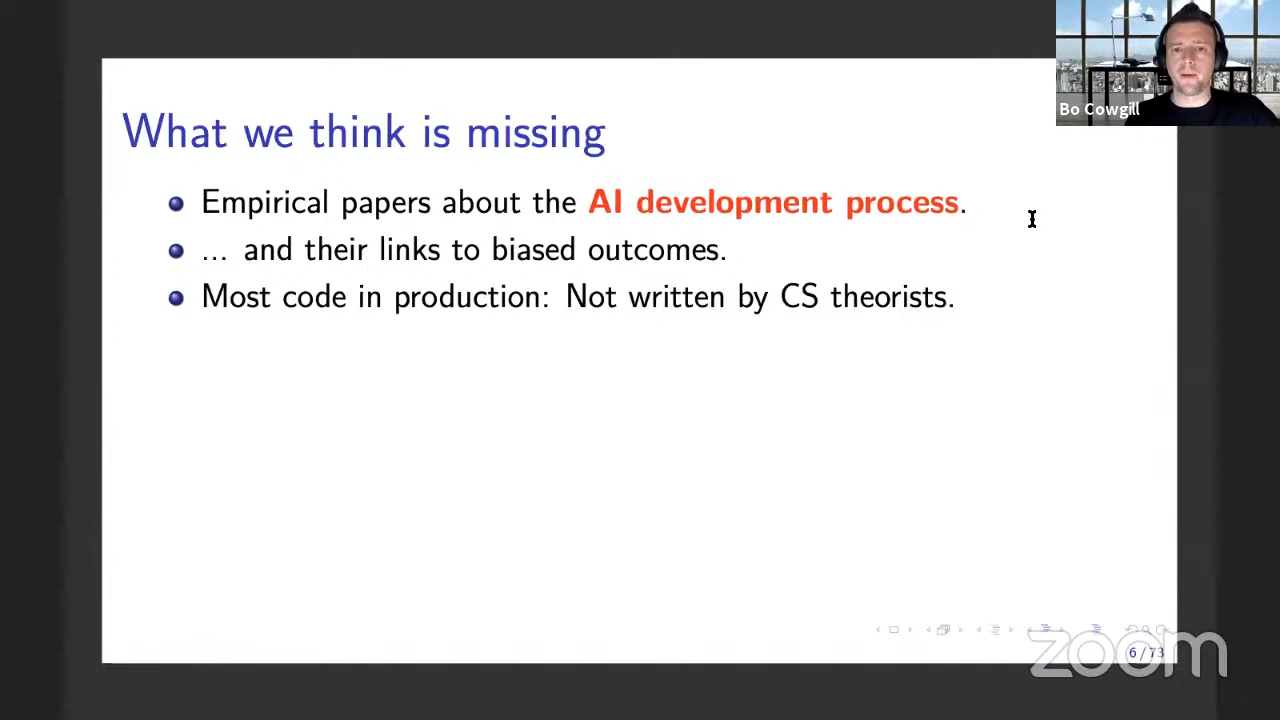 Bo Cowgill
What we think is missing
Empirical papers about the AI development process.
... and their links to biased outcomes.
Most code in production: Not written by CS theorists.
6 / 73
zoom